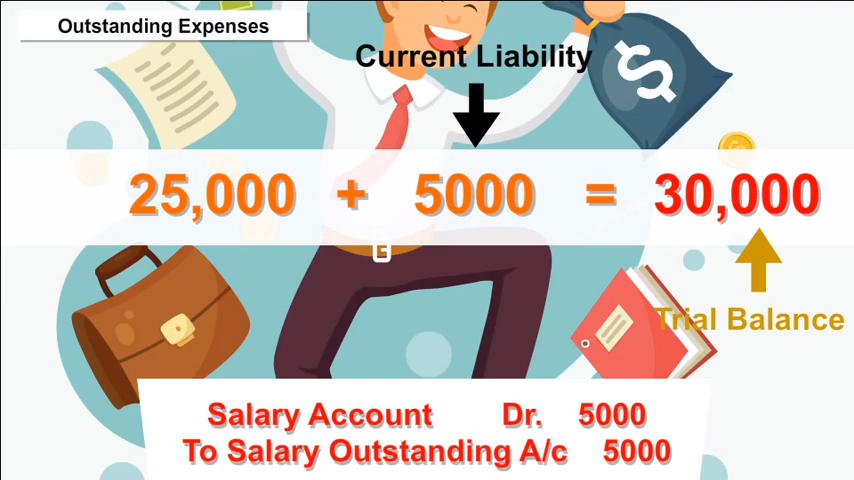 Outstanding Expenses
Current Liability
25,000 + 5000 = 30,000
Trial Balance
Salary Account Dr. 5000
To Salary Outstanding A/c 5000